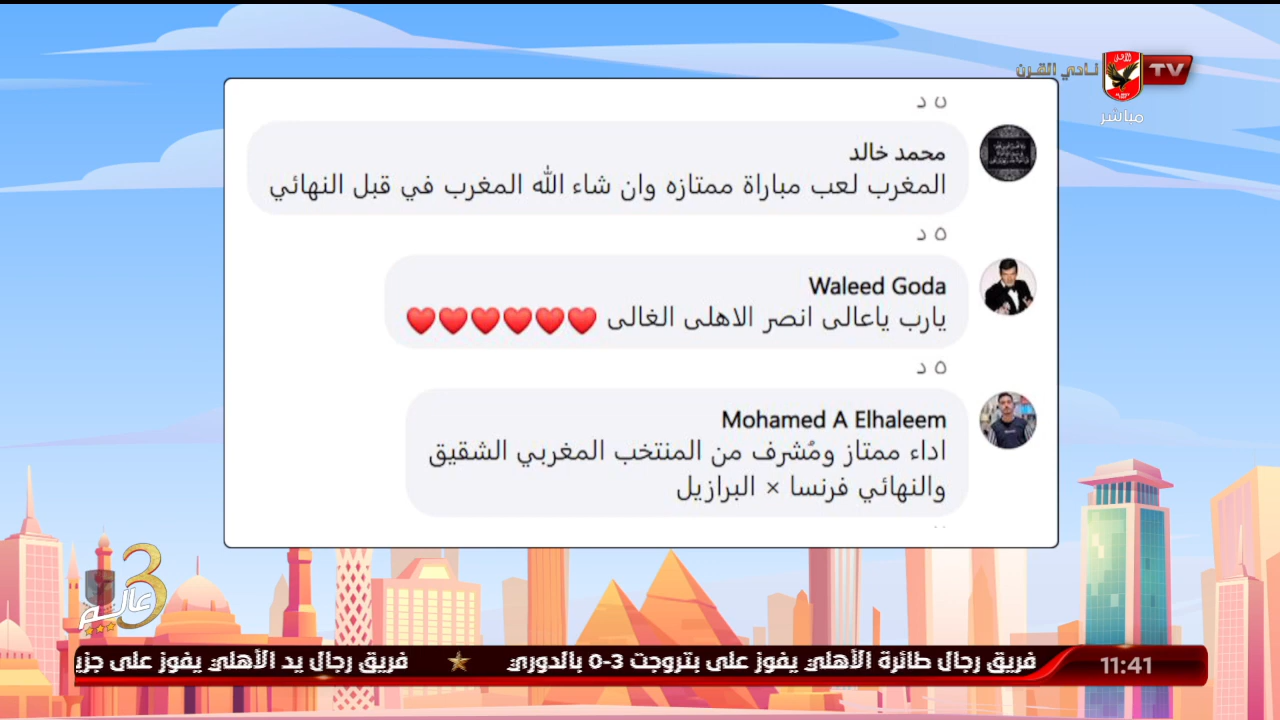 نادي القرن
TV
مباشر
٥ د
محمد خالد
المغرب لعب مباراة ممتازه وان شاء الله المغرب في قبل النهائي
٥ د
Waleed Goda
يارب ياعالى انصر الاهلى الغالى ❤️❤️❤️❤️❤️❤️
٥ د
Mohamed A Elhaleem
اداء ممتاز ومُشرف من المنتخب المغربي الشقيق
والنهائي فرنسا × البرازيل
3
عالم
11:41
فريق رجال طائرة الأهلي يفوز على بتروجت 3-0 بالدوري ★ فريق رجال يد الأهلي يفوز على جزي